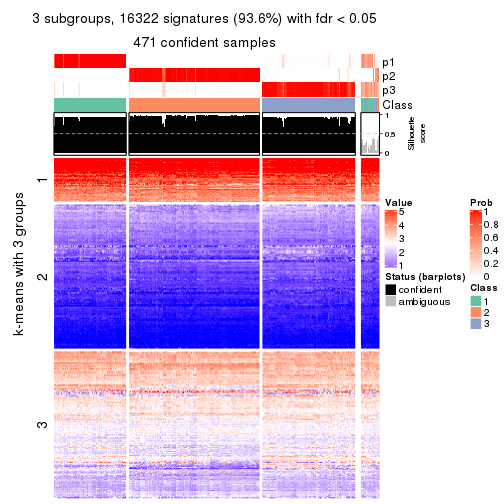 3 subgroups, 16322 signatures (93.6%) with fdr < 0.05
471 confident samples
p1
p2
p3
Class
1
0.5
0
Silhouette
score
k-means with 3 groups
1
2
3
Value
5
4
3
2
1
Status (barplots)
confident
ambiguous
Prob
1
0.8
0.6
0.4
0.2
0
Class
1
2
3